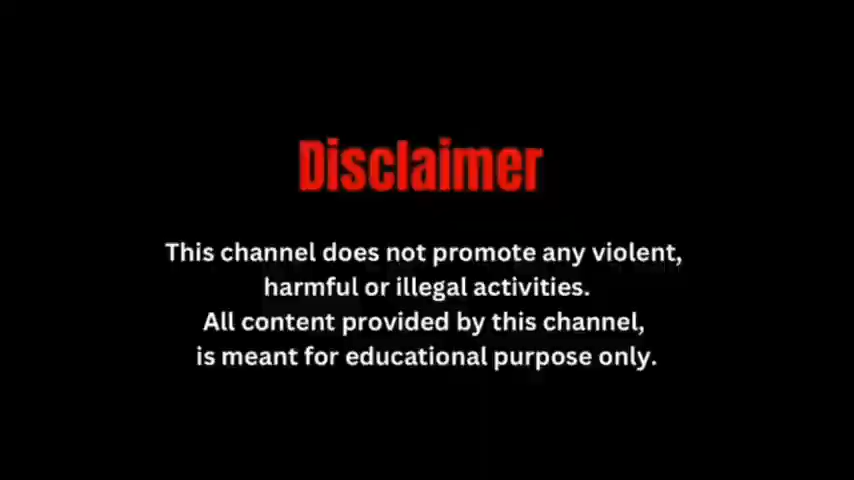 Disclaimer
This channel does not promote any violent,
harmful or illegal activities.
All content provided by this channel,
is meant for educational purpose only.